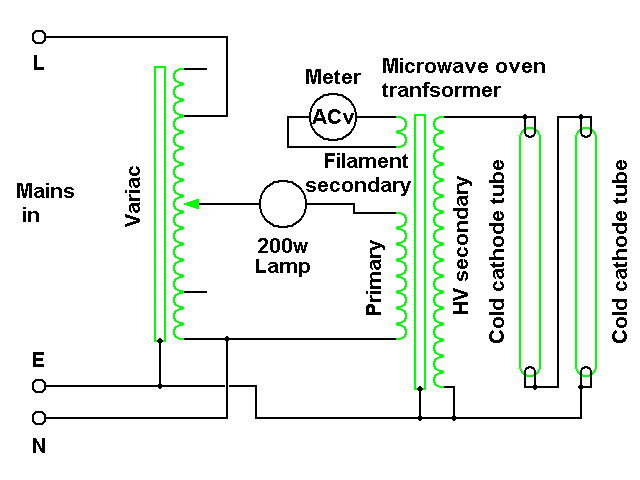 L
Mains
in
E
N
Variac
200w
Lamp
Meter
ACv
Filament
secondary
Primary
Microwave oven
tranfsormer
HV secondary
Cold cathode tube
Cold cathode tube